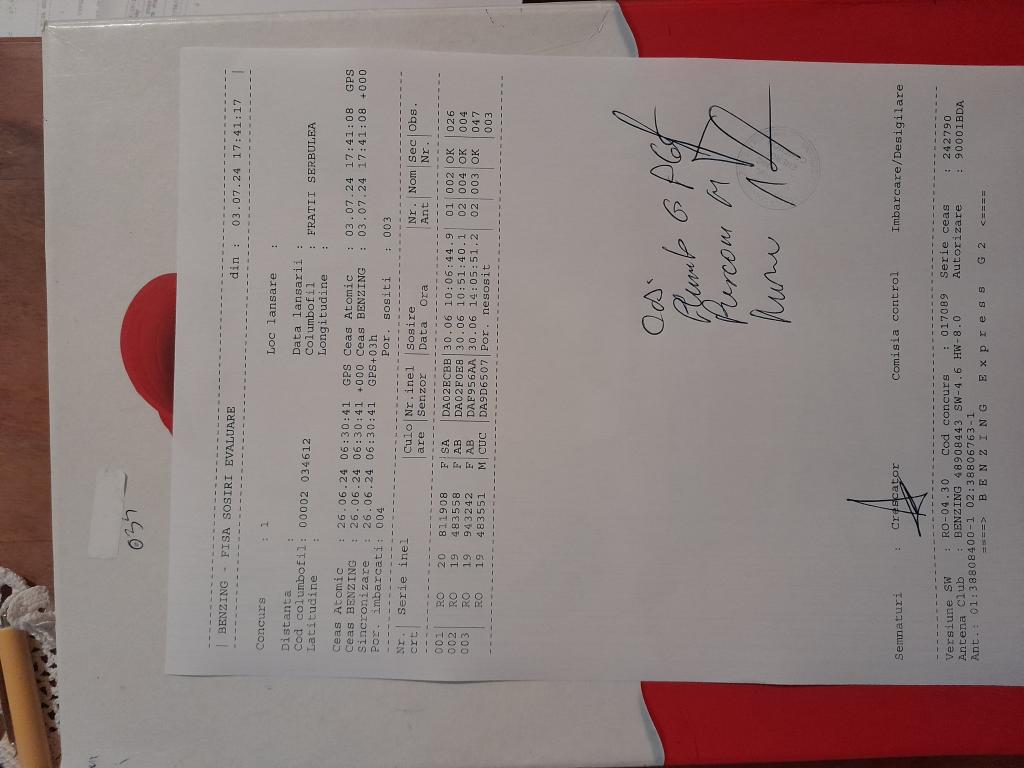 034
| BENZING - FISA SOSIRI EVALUARE din : 03.07.24 17:41:17 |
Concurs : 1 Loc lansare :
Distanta : Data lansarii :
Cod columbofil: 00002 034612 Columbofil : FRATII SERBULEA
Latitudine : Longitudine :
Ceas Atomic : 26.06.24 06:30:41 GPS Ceas Atomic : 03.07.24 17:41:08 GPS
Ceas BENZING : 26.06.24 06:30:41 +000 Ceas BENZING : 03.07.24 17:41:08 +000
Sincronizare : 26.06.24 06:30:41 GPS+03h
Por. imbarcati: 004 Por. sositi : 003
Nr. | Serie inel |Culo|Nr.inel |Sosire |Nr |Nom|Sec|Obs.
crt| |are |Senzor |Data Ora |Ant| |Nr.|
001| RO 20 81198 F|SA |DA02ECBB|30.06 10:06:44.9|01|002|OK |026
002| RO 19 483558 F|AB |DA02F0EB|30.06 10:51:40.1|02|004|OK |004
003| RO 19 943242 F|AB |DAF956AA|30.06 14:05:51.2|02|003|OK |047
| RO 19 483551 M|CUC |DA9D6507|Por. nesosit |003
Obs:
Plumb G
Semnaturi : Crescator Comisia control Imbarcare/Desigilare
Versiune SW : RO-04.30 Cod concurs : 017089 Serie ceas : 242790
Antena Club : BENZING 48908443 SW-4.6 HW-8.0 Autorizare : 90001BDA
Ant.: 01:38808400-1 02:38806763-1
====> B E N Z I N G E x p r e s s G 2 <====